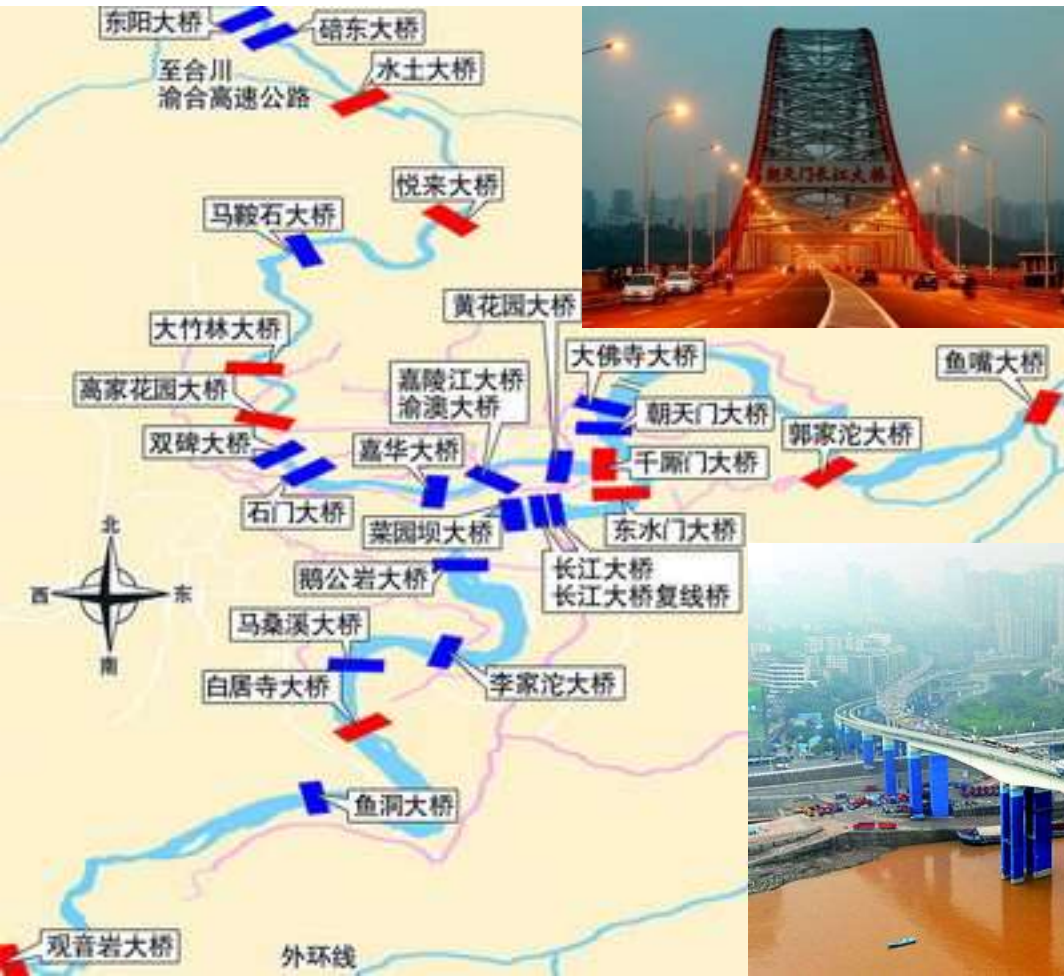 东阳大桥
碚东大桥
至合川
渝合高速公路
水土大桥
悦来大桥
马鞍石大桥
朝天门长江大桥
黄花园大桥
大竹林大桥
大佛寺大桥
鱼嘴大桥
嘉陵江大桥
渝澳大桥
高家花园大桥
朝天门大桥
郭家沱大桥
双碑大桥
嘉华大桥
千厮门大桥
石门大桥
菜园坝大桥
东水门大桥
北
西
东
南
鹅公岩大桥
长江大桥
长江大桥复线桥
马桑溪大桥
白居寺大桥
李家沱大桥
鱼洞大桥
观音岩大桥
外环线